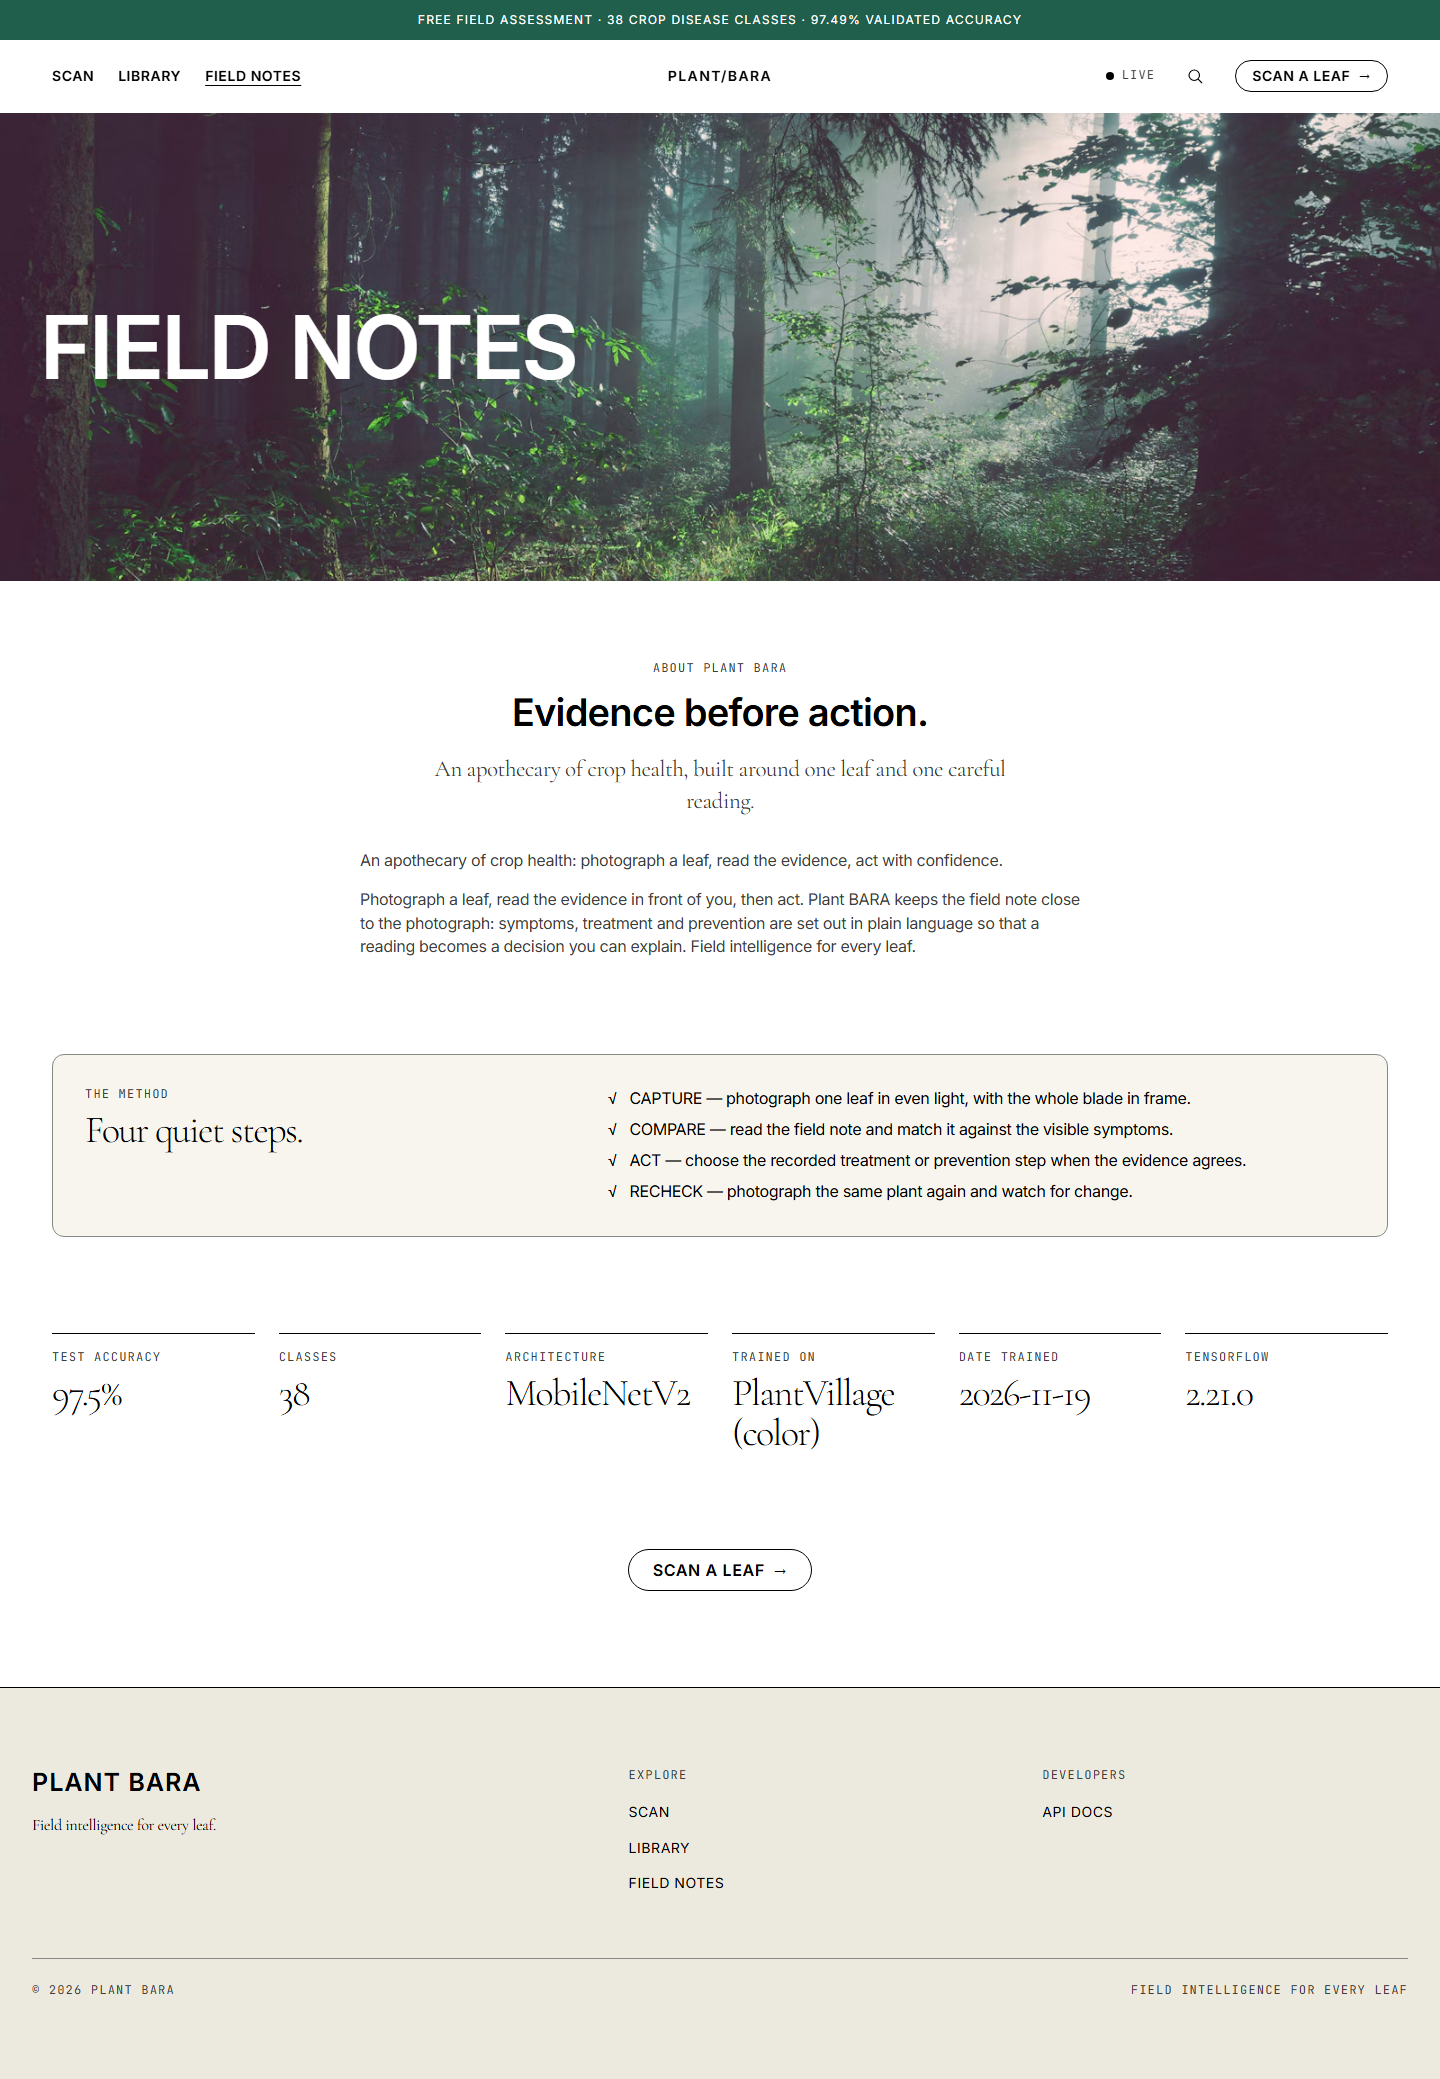 FREE FIELD ASSESSMENT · 38 CROP DISEASE CLASSES · 97.49% VALIDATED ACCURACY
SCAN LIBRARY FIELD NOTES PLANT/BARA LIVE SCAN A LEAF →
FIELD NOTES
ABOUT PLANT BARA
Evidence before action.
An apothecary of crop health, built around one leaf and one careful
reading.
An apothecary of crop health: photograph a leaf, read the evidence, act with confidence.
Photograph a leaf, read the evidence in front of you, then act. Plant BARA keeps the field note close
to the photograph: symptoms, treatment and prevention are set out in plain language so that a
reading becomes a decision you can explain. Field intelligence for every leaf.
THE METHOD
Four quiet steps.
√ CAPTURE — photograph one leaf in even light, with the whole blade in frame.
√ COMPARE — read the field note and match it against the visible symptoms.
√ ACT — choose the recorded treatment or prevention step when the evidence agrees.
√ RECHECK — photograph the same plant again and watch for change.
TEST ACCURACY
97.5%
CLASSES
38
ARCHITECTURE
MobileNetV2
TRAINED ON
PlantVillage
(color)
DATE TRAINED
2026-11-19
TENSORFLOW
2.21.0
SCAN A LEAF →
PLANT BARA
Field intelligence for every leaf.
EXPLORE
SCAN
LIBRARY
FIELD NOTES
DEVELOPERS
API DOCS
© 2026 PLANT BARA
FIELD INTELLIGENCE FOR EVERY LEAF